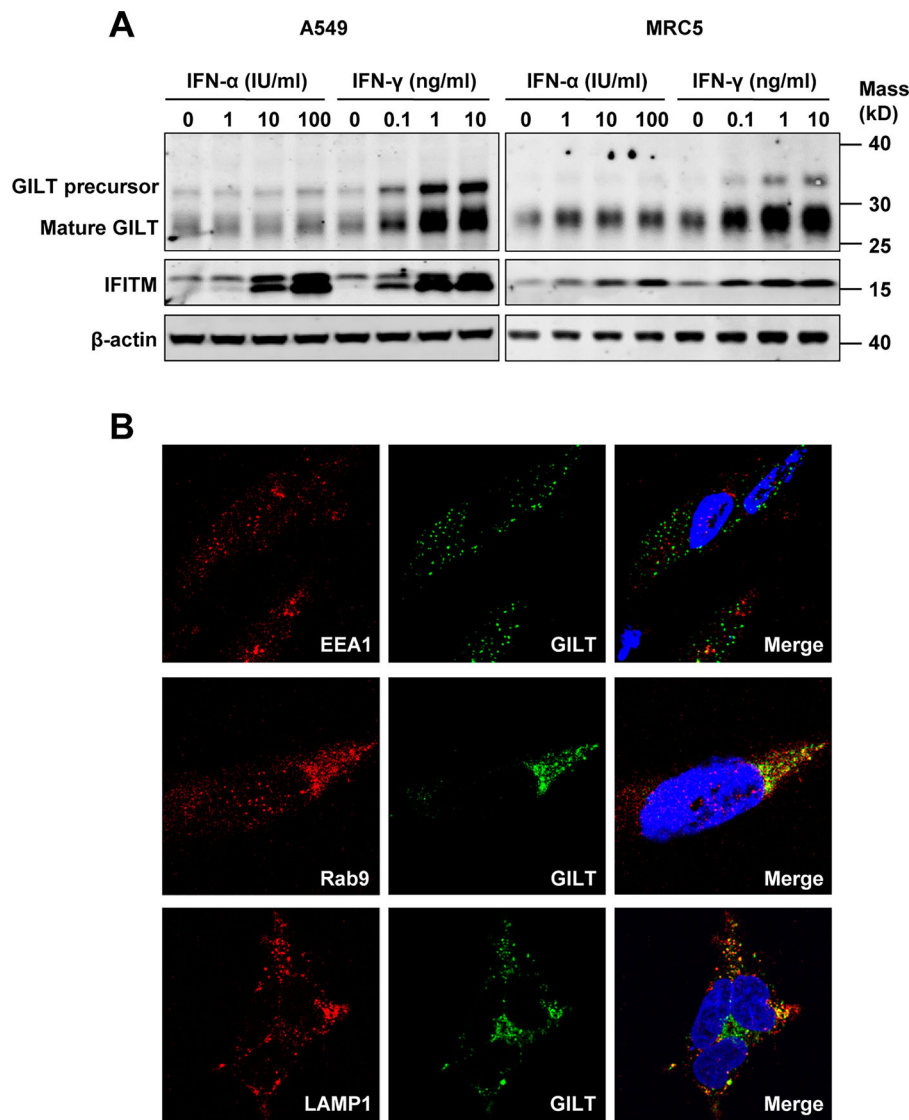 A
A549
MRC5
IFN-α (IU/ml) IFN-γ (ng/ml) IFN-α (IU/ml) IFN-γ (ng/ml) Mass (kD)
0 1 10 100 0 0.1 1 10 0 1 10 100 0 0.1 1 10
40
GILT precursor
30
Mature GILT
25
IFITM
15
β-actin
40
B
EEA1 GILT Merge
Rab9 GILT Merge
LAMP1 GILT Merge